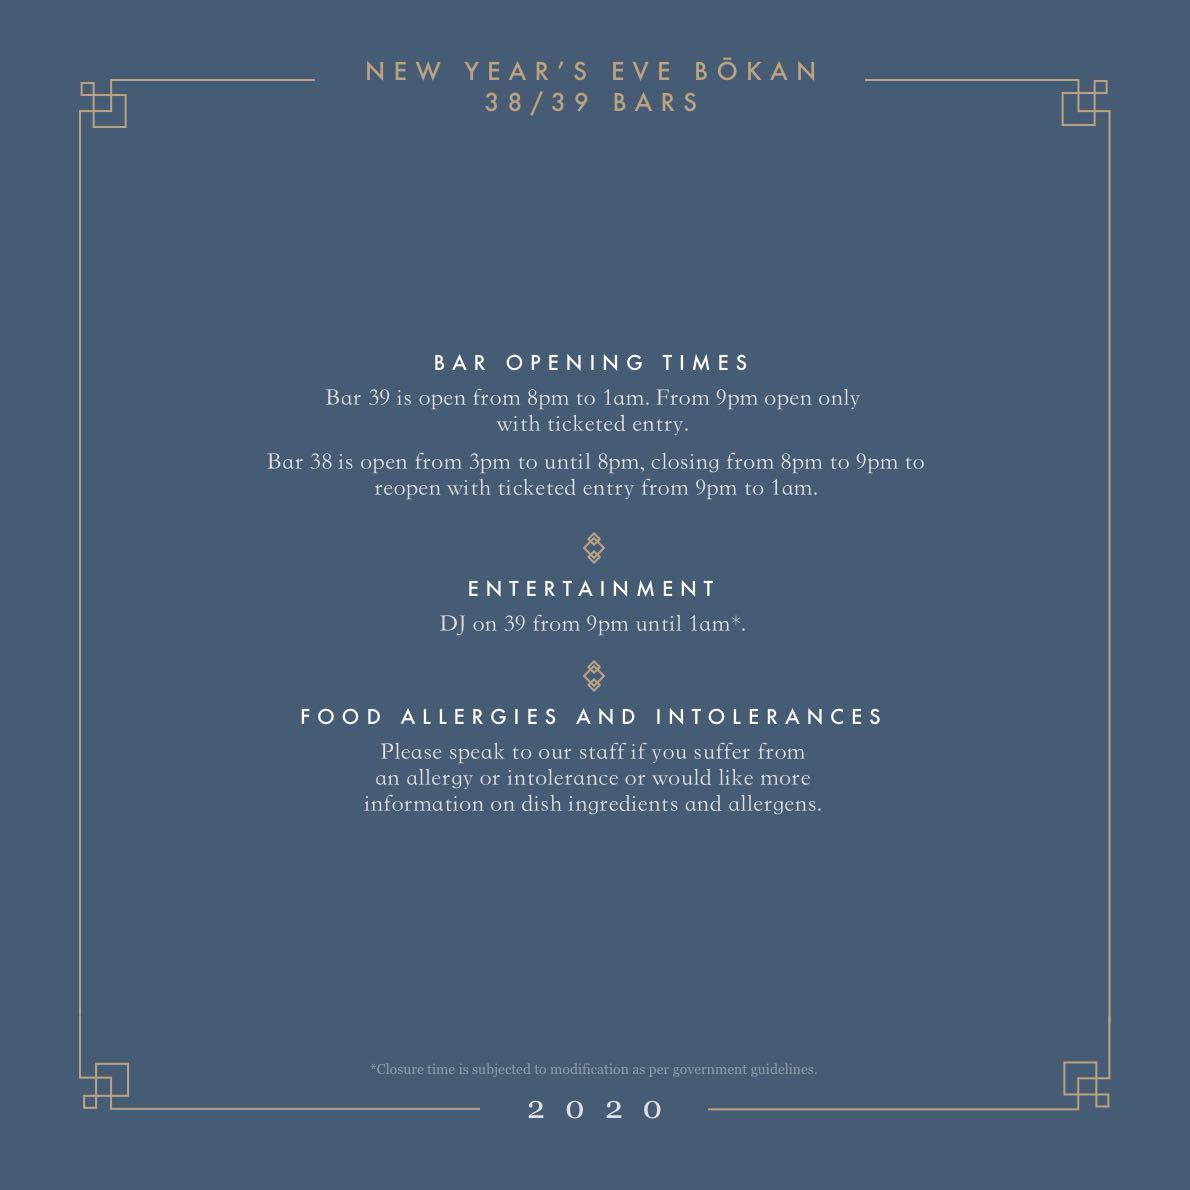 NEW YEAR’S EVE BŌKAN
38/39 BARS
BAR OPENING TIMES
Bar 39 is open from 8pm to 1am. From 9pm open only
with ticketed entry.
Bar 38 is open from 3pm to until 8pm, closing from 8pm to 9pm to
reopen with ticketed entry from 9pm to 1am.
ENTERTAINMENT
DJ on 39 from 9pm until 1am*.
FOOD ALLERGIES AND INTOLERANCES
Please speak to our staff if you suffer from
an allergy or intolerance or would like more
information on dish ingredients and allergens.
*Closure time is subjected to modification as per government guidelines.
2020